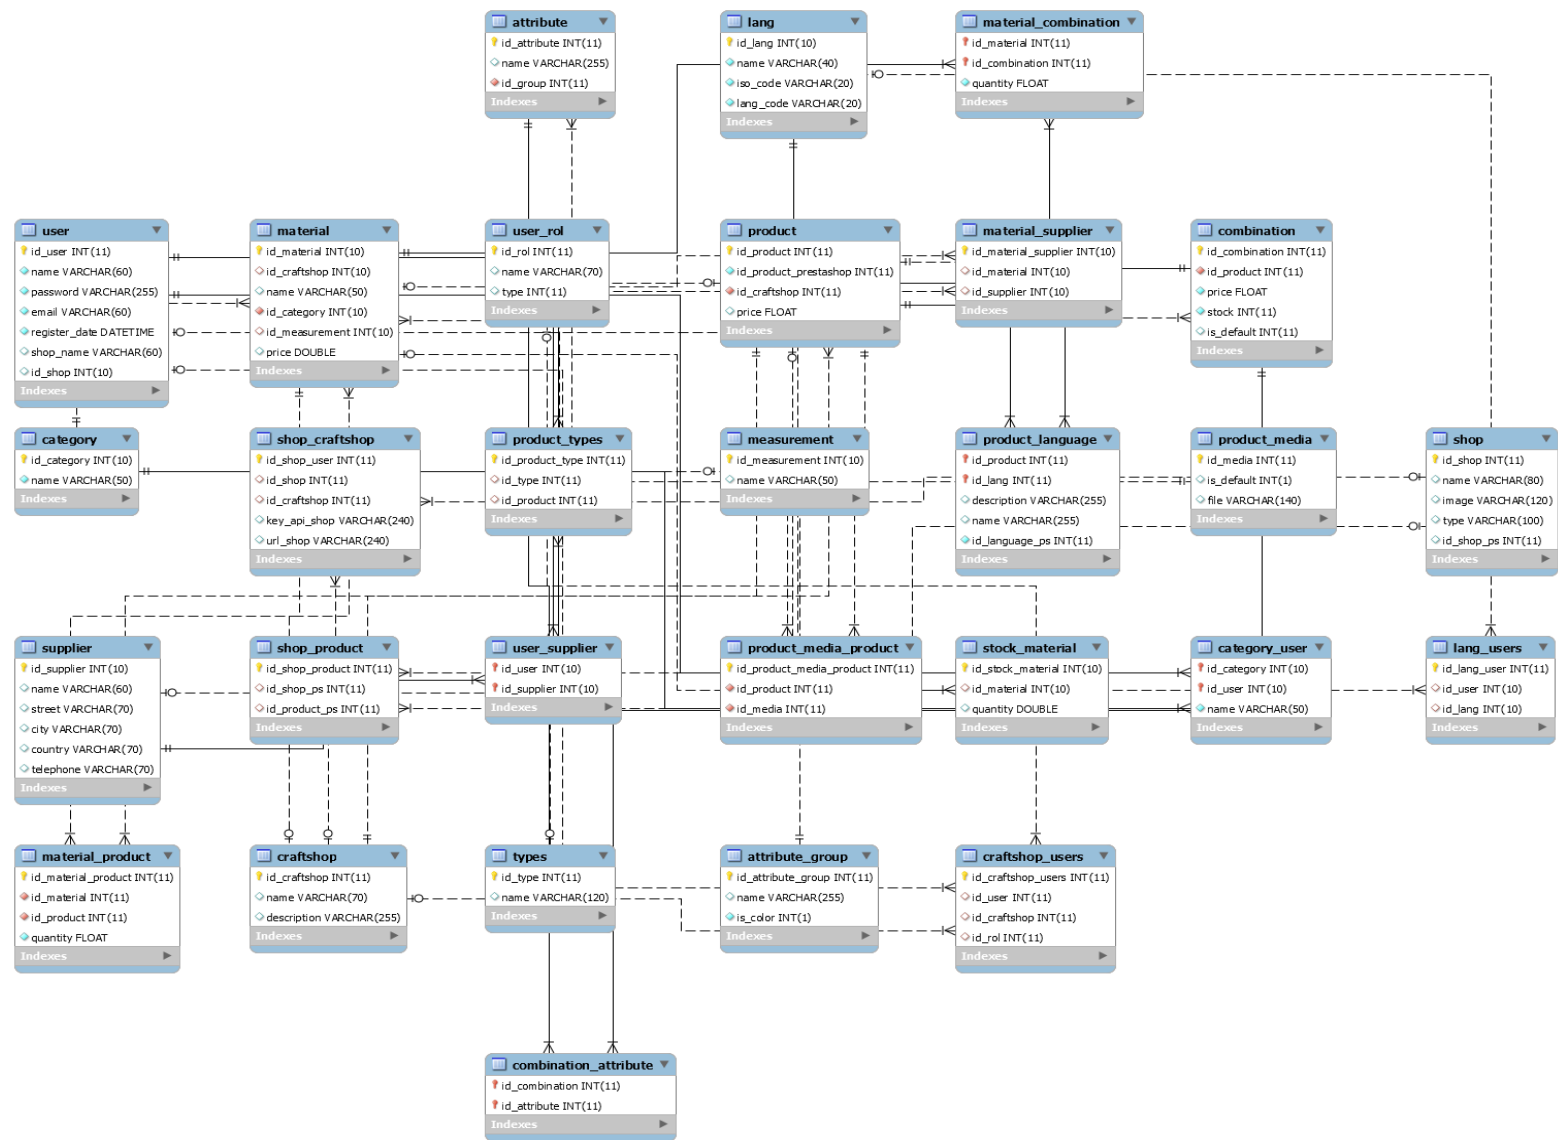 attribute
id_attribute INT(11)
name VARCHAR(255)
id_group INT(11)
Indexes
lang
id_lang INT(10)
name VARCHAR(40)
iso_code VARCHAR(20)
lang_code VARCHAR(20)
Indexes
material_combination
id_material INT(11)
id_combination INT(11)
quantity FLOAT
Indexes
user
id_user INT(11)
name VARCHAR(60)
password VARCHAR(255)
email VARCHAR(60)
register_date DATETIME
shop_name VARCHAR(60)
id_shop INT(10)
Indexes
material
id_material INT(10)
id_craftshop INT(10)
name VARCHAR(50)
id_category INT(10)
id_measurement INT(10)
price DOUBLE
Indexes
user_rol
id_rol INT(11)
name VARCHAR(70)
type INT(11)
Indexes
product
id_product INT(11)
id_product_prestashop INT(11)
id_craftshop INT(11)
price FLOAT
Indexes
material_supplier
id_material_supplier INT(10)
id_material INT(10)
id_supplier INT(10)
Indexes
combination
id_combination INT(11)
id_product INT(11)
price FLOAT
stock INT(11)
is_default INT(11)
Indexes
category
id_category INT(10)
name VARCHAR(50)
Indexes
shop_craftshop
id_shop_user INT(11)
id_shop INT(11)
id_craftshop INT(11)
key_api_shop VARCHAR(240)
url_shop VARCHAR(240)
Indexes
product_types
id_product_type INT(11)
id_type INT(11)
id_product INT(11)
Indexes
measurement
id_measurement INT(10)
name VARCHAR(50)
Indexes
product_language
id_product INT(11)
id_lang INT(11)
description VARCHAR(255)
name VARCHAR(255)
id_language_ps INT(11)
Indexes
product_media
id_media INT(11)
is_default INT(1)
file VARCHAR(140)
Indexes
shop
id_shop INT(11)
name VARCHAR(80)
image VARCHAR(120)
type VARCHAR(100)
id_shop_ps INT(11)
Indexes
supplier
id_supplier INT(10)
name VARCHAR(60)
street VARCHAR(70)
city VARCHAR(70)
country VARCHAR(70)
telephone VARCHAR(70)
Indexes
shop_product
id_shop_product INT(11)
id_shop_ps INT(11)
id_product_ps INT(11)
Indexes
user_supplier
id_user INT(10)
id_supplier INT(10)
Indexes
product_media_product
id_product_media_product INT(11)
id_product INT(11)
id_media INT(11)
Indexes
stock_material
id_stock_material INT(10)
id_material INT(10)
quantity DOUBLE
Indexes
category_user
id_category INT(10)
id_user INT(10)
name VARCHAR(50)
Indexes
lang_users
id_lang_user INT(11)
id_user INT(10)
id_lang INT(10)
Indexes
material_product
id_material_product INT(11)
id_material INT(11)
id_product INT(11)
quantity FLOAT
Indexes
craftshop
id_craftshop INT(11)
name VARCHAR(70)
description VARCHAR(255)
Indexes
types
id_type INT(11)
name VARCHAR(120)
Indexes
attribute_group
id_attribute_group INT(11)
name VARCHAR(255)
is_color INT(1)
Indexes
craftshop_users
id_craftshop_users INT(11)
id_user INT(11)
id_craftshop INT(11)
id_rol INT(11)
Indexes
combination_attribute
id_combination INT(11)
id_attribute INT(11)
Indexes